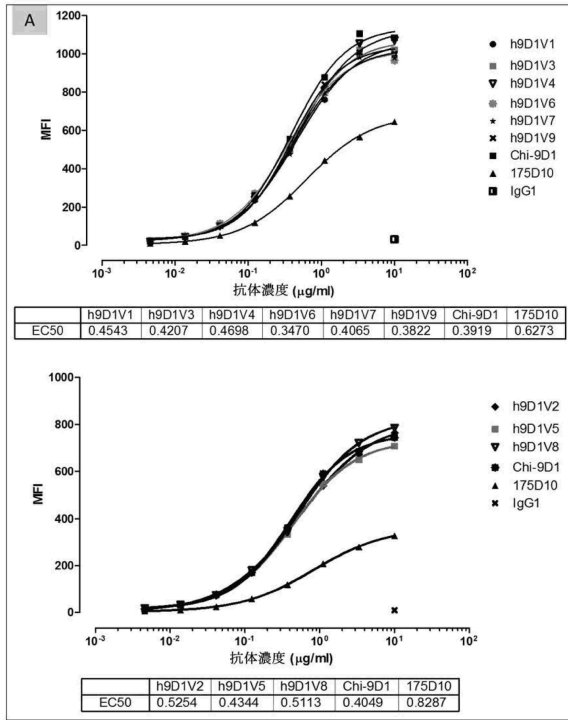 A
1200
1000
800
600
400
200
0
MFI
10-3 10-2 10-1 100 101 102
抗体濃度 (μg/ml)
h9D1V1
h9D1V3
h9D1V4
h9D1V6
h9D1V7
h9D1V9
Chi-9D1
175D10
IgG1
h9D1V1 h9D1V3 h9D1V4 h9D1V6 h9D1V7 h9D1V9 Chi-9D1 175D10
EC50 0.4543 0.4207 0.4698 0.3470 0.4065 0.3822 0.3919 0.6273
1000
800
600
400
200
0
MFI
10-3 10-2 10-1 100 101 102
抗体濃度 (μg/ml)
h9D1V2
h9D1V5
h9D1V8
Chi-9D1
175D10
IgG1
h9D1V2 h9D1V5 h9D1V8 Chi-9D1 175D10
EC50 0.5254 0.4344 0.5113 0.4049 0.8287